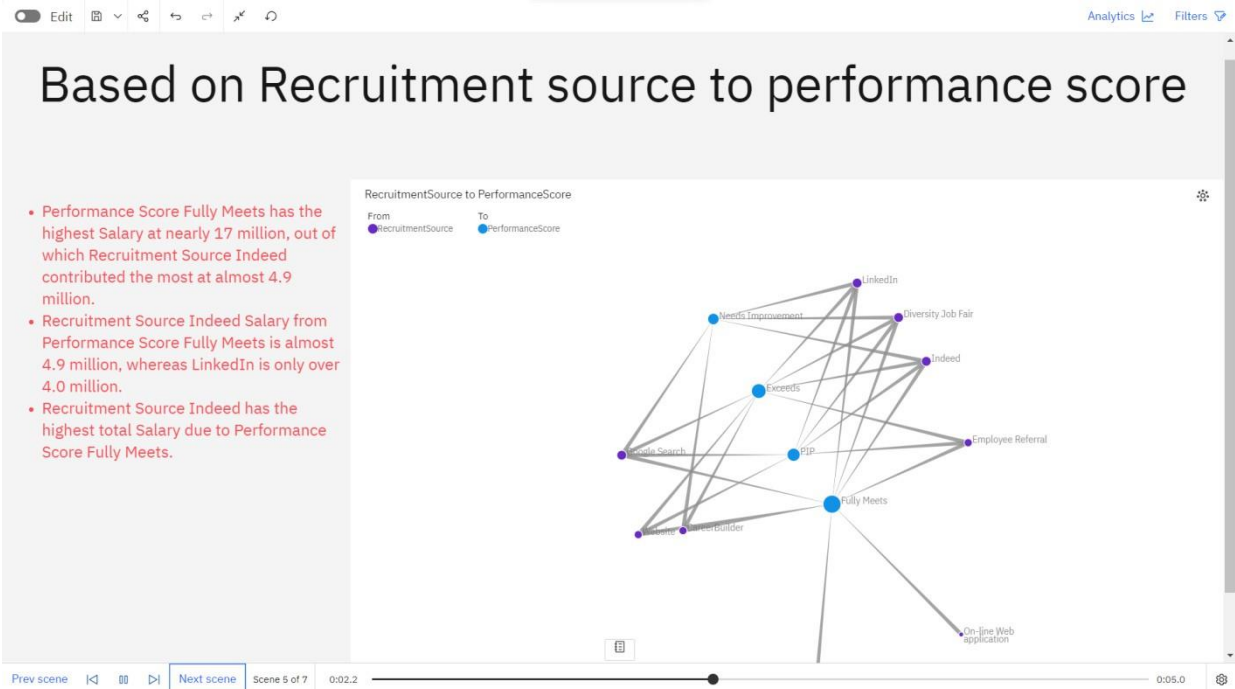 Edit
Analytics
Filters
Based on Recruitment source to performance score
• Performance Score Fully Meets has the
highest Salary at nearly 17 million, out of
which Recruitment Source Indeed
contributed the most at almost 4.9
million.
• Recruitment Source Indeed Salary from
Performance Score Fully Meets is almost
4.9 million, whereas LinkedIn is only over
4.0 million.
• Recruitment Source Indeed has the
highest total Salary due to Performance
Score Fully Meets.
RecruitmentSource to PerformanceScore
From
To
RecruitmentSource
PerformanceScore
LinkedIn
Needs Improvement
Diversity Job Fair
Indeed
Exceeds
Employee Referral
Google Search
PIP
Fully Meets
Website
CareerBuilder
On-line Web
application
Prev scene
Next scene
Scene 5 of 7
0:02.2
0:05.0